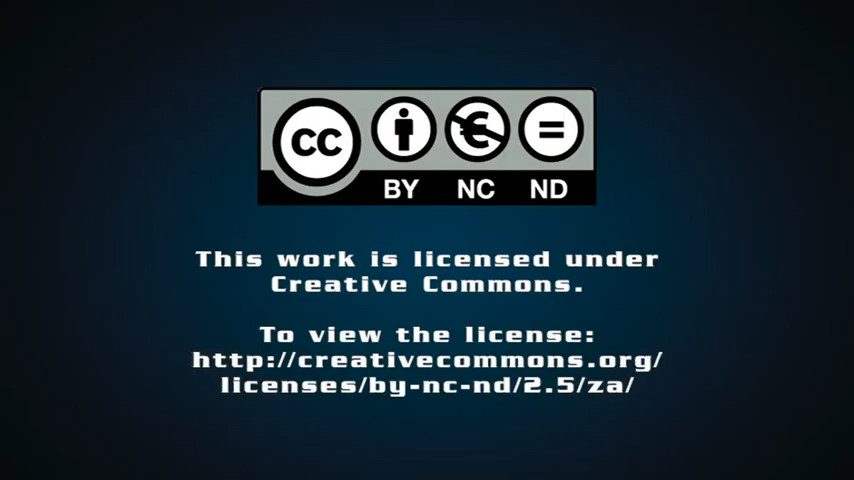 CC
BY NC ND
This work is licensed under
Creative Commons.
To view the license:
http://creativecommons.org/
licenses/by-nc-nd/2.5/za/